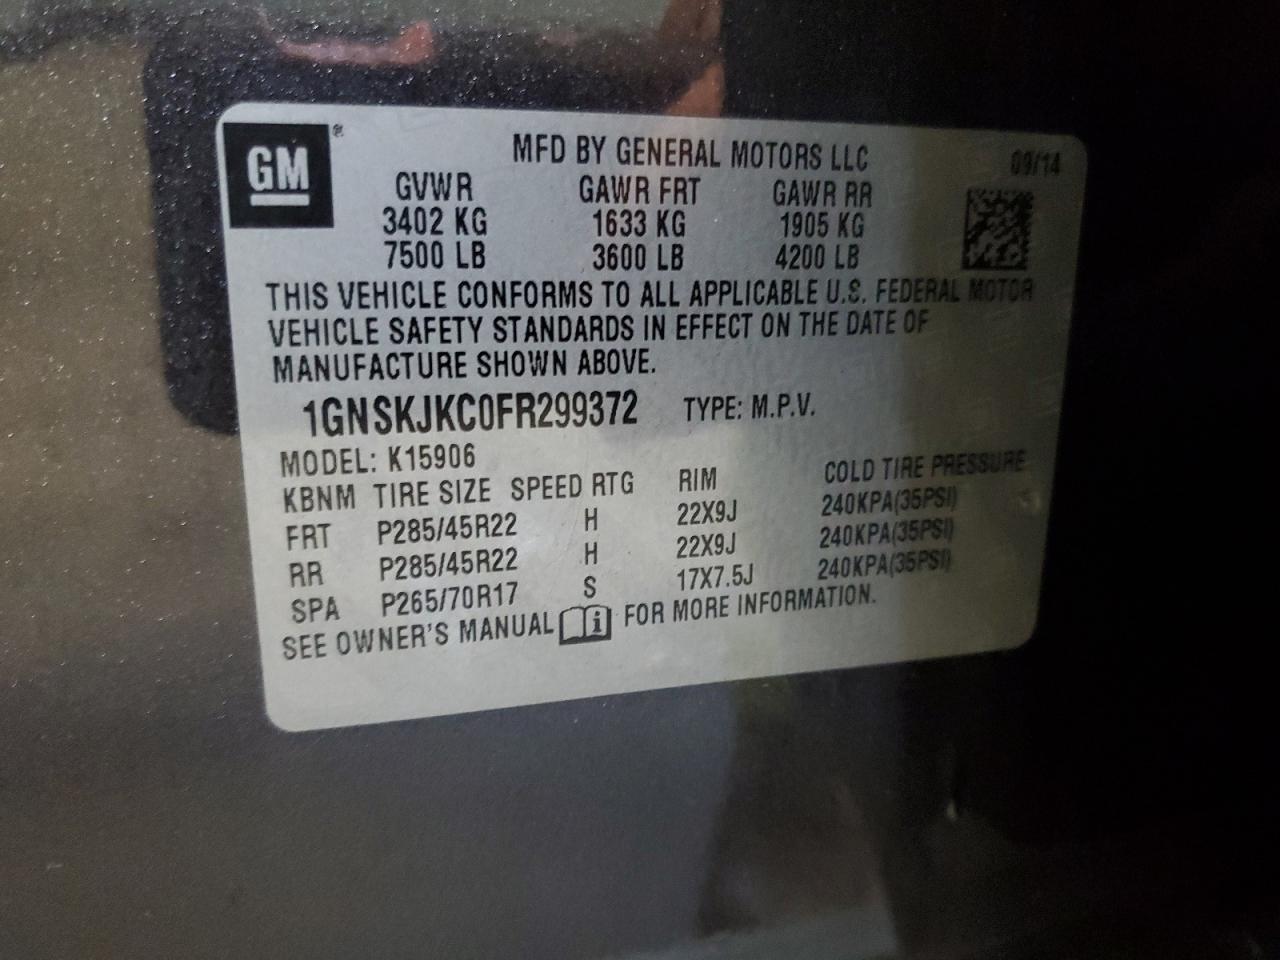 GM ®
MFD BY GENERAL MOTORS LLC 09/14
GVWR GAWR FRT GAWR RR
3402 KG 1633 KG 1905 KG
7500 LB 3600 LB 4200 LB
THIS VEHICLE CONFORMS TO ALL APPLICABLE U.S. FEDERAL MOTOR
VEHICLE SAFETY STANDARDS IN EFFECT ON THE DATE OF
MANUFACTURE SHOWN ABOVE.
1GNSKJKC0FR299372 TYPE: M.P.V.
MODEL: K15906
KBNM TIRE SIZE SPEED RTG RIM COLD TIRE PRESSURE
FRT P285/45R22 H 22X9J 240KPA(35PSI)
RR P285/45R22 H 22X9J 240KPA(35PSI)
SPA P265/70R17 S 17X7.5J 240KPA(35PSI)
SEE OWNER'S MANUAL i FOR MORE INFORMATION.